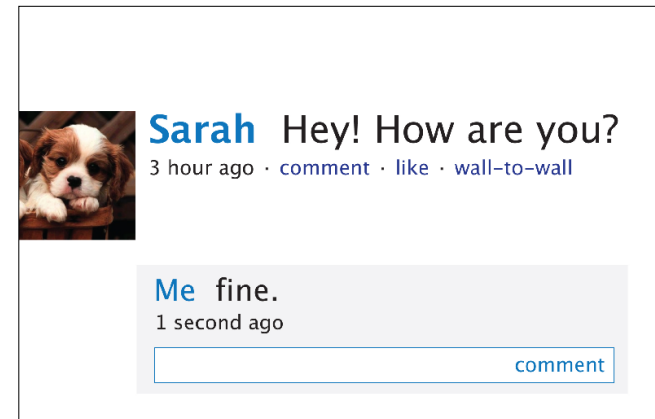 Sarah Hey! How are you?
3 hour ago · comment · like · wall-to-wall
Me fine.
1 second ago
comment